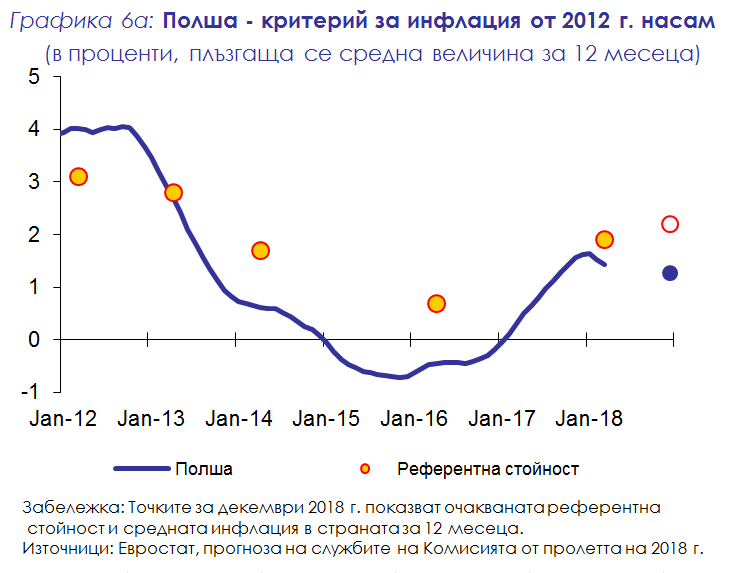 Графика 6а: Полша - критерий за инфлация от 2012 г. насам
(в проценти, плъзгаща се средна величина за 12 месеца)
5
4
3
2
1
0
-1
Jan-12 Jan-13 Jan-14 Jan-15 Jan-16 Jan-17 Jan-18
Полша Референтна стойност
Забележка: Точките за декември 2018 г. показват очакваната референтна
стойност и средната инфлация в страната за 12 месеца.
Източници: Евростат, прогноза на службите на Комисията от пролетта на 2018 г.